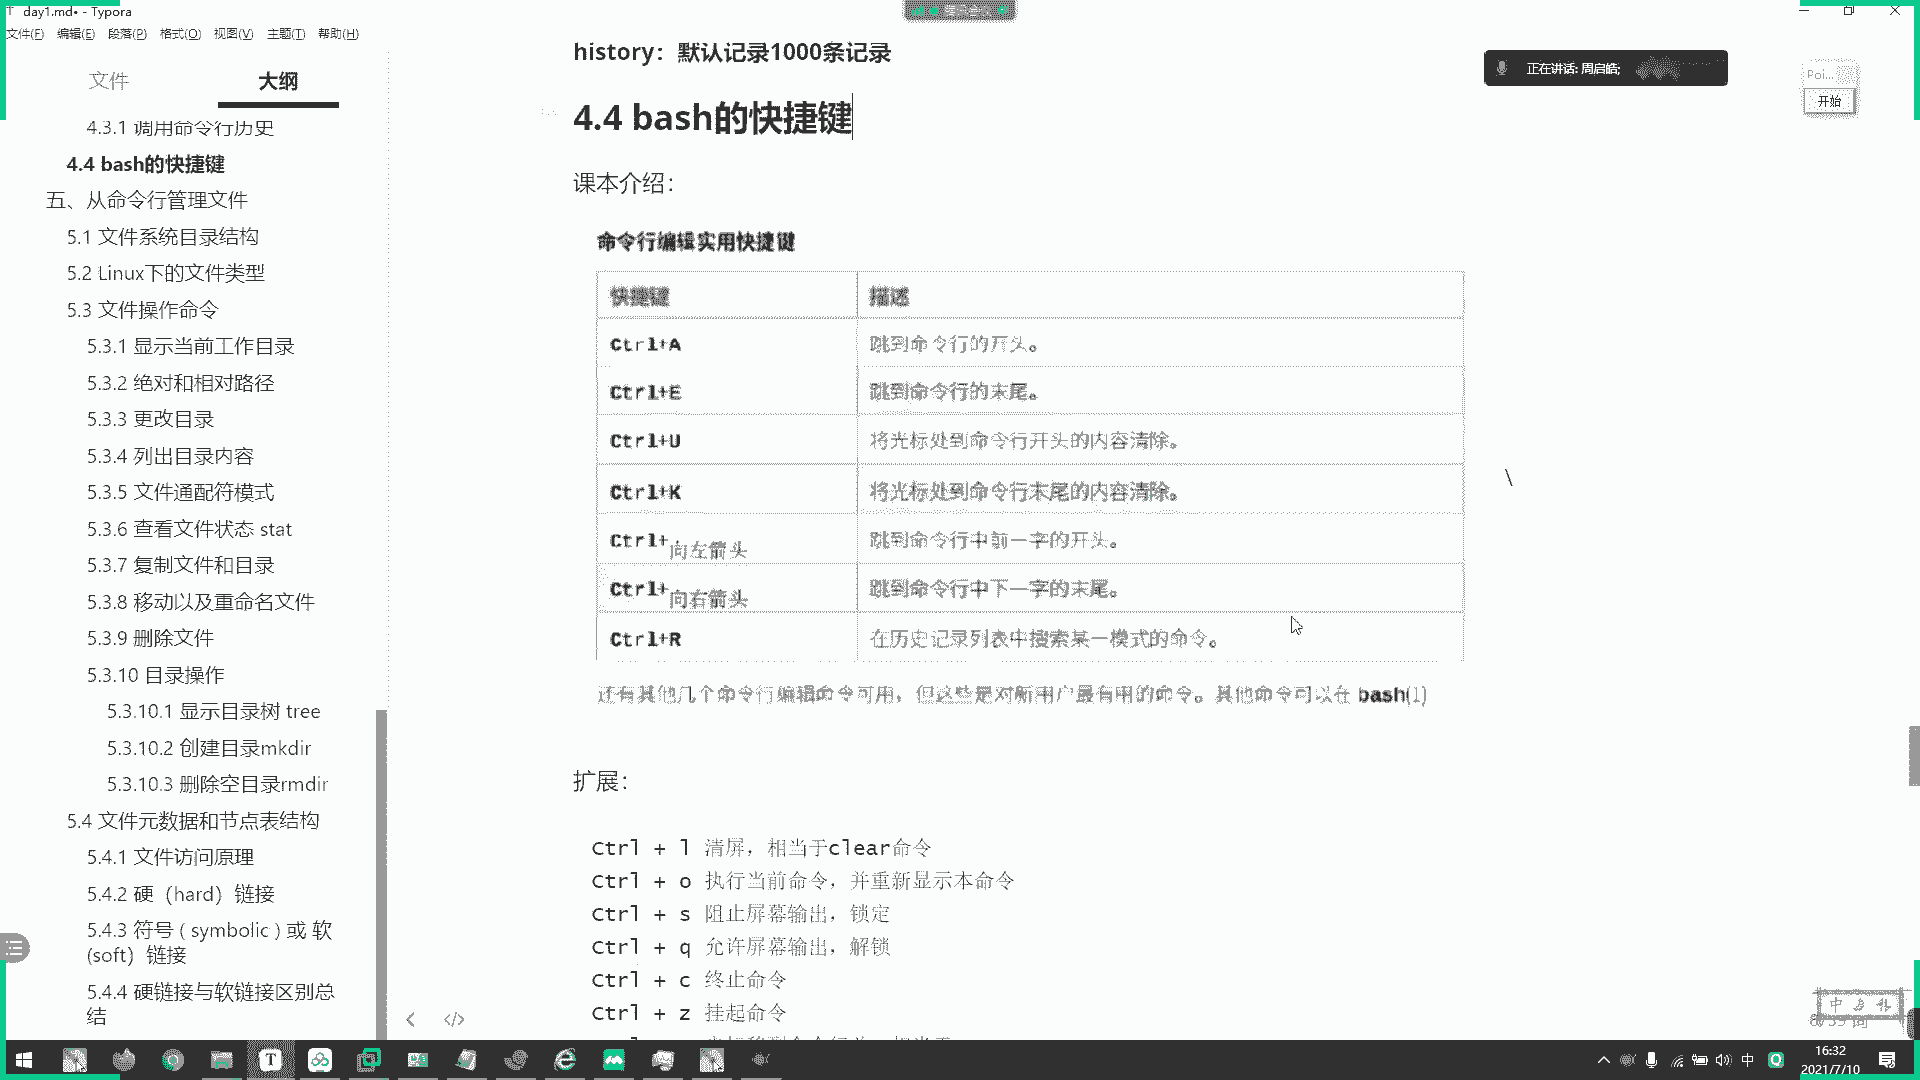 day1.md• - Typora
文件(F) 编辑(E) 段落(P) 格式(O) 视图(V) 主题(T) 帮助(H)
文件 大纲
4.3.1 调用命令行历史
4.4 bash的快捷键
五、从命令行管理文件
5.1 文件系统目录结构
5.2 Linux下的文件类型
5.3 文件操作命令
5.3.1 显示当前工作目录
5.3.2 绝对和相对路径
5.3.3 更改目录
5.3.4 列出目录内容
5.3.5 文件通配符模式
5.3.6 查看文件状态 stat
5.3.7 复制文件和目录
5.3.8 移动以及重命名文件
5.3.9 删除文件
5.3.10 目录操作
5.3.10.1 显示目录树 tree
5.3.10.2 创建目录mkdir
5.3.10.3 删除空目录rmdir
5.4 文件元数据和节点表结构
5.4.1 文件访问原理
5.4.2 硬（hard）链接
5.4.3 符号 ( symbolic ) 或 软
(soft）链接
5.4.4 硬链接与软链接区别总
结
history：默认记录1000条记录
4.4 bash的快捷键
课本介绍：
命令行编辑实用快捷键
快捷键 描述
Ctrl+A 跳到命令行的开头。
Ctrl+E 跳到命令行的末尾。
Ctrl+U 将光标处到命令行开头的内容清除。
Ctrl+K 将光标处到命令行末尾的内容清除。
Ctrl+向左箭头 跳到命令行中前一字的开头。
Ctrl+向右箭头 跳到命令行中下一字的末尾。
Ctrl+R 在历史记录列表中搜索某一模式的命令。
还有其他几个命令行编辑命令可用，但这些是对新用户最有用的命令。其他命令可以在 bash(1)
\
扩展：
Ctrl + l 清屏，相当于clear命令
Ctrl + o 执行当前命令，并重新显示本命令
Ctrl + s 阻止屏幕输出，锁定
Ctrl + q 允许屏幕输出，解锁
Ctrl + c 终止命令
Ctrl + z 挂起命令
正在讲话: 周启皓;
Poi...
开始
中
16:32
2021/7/10